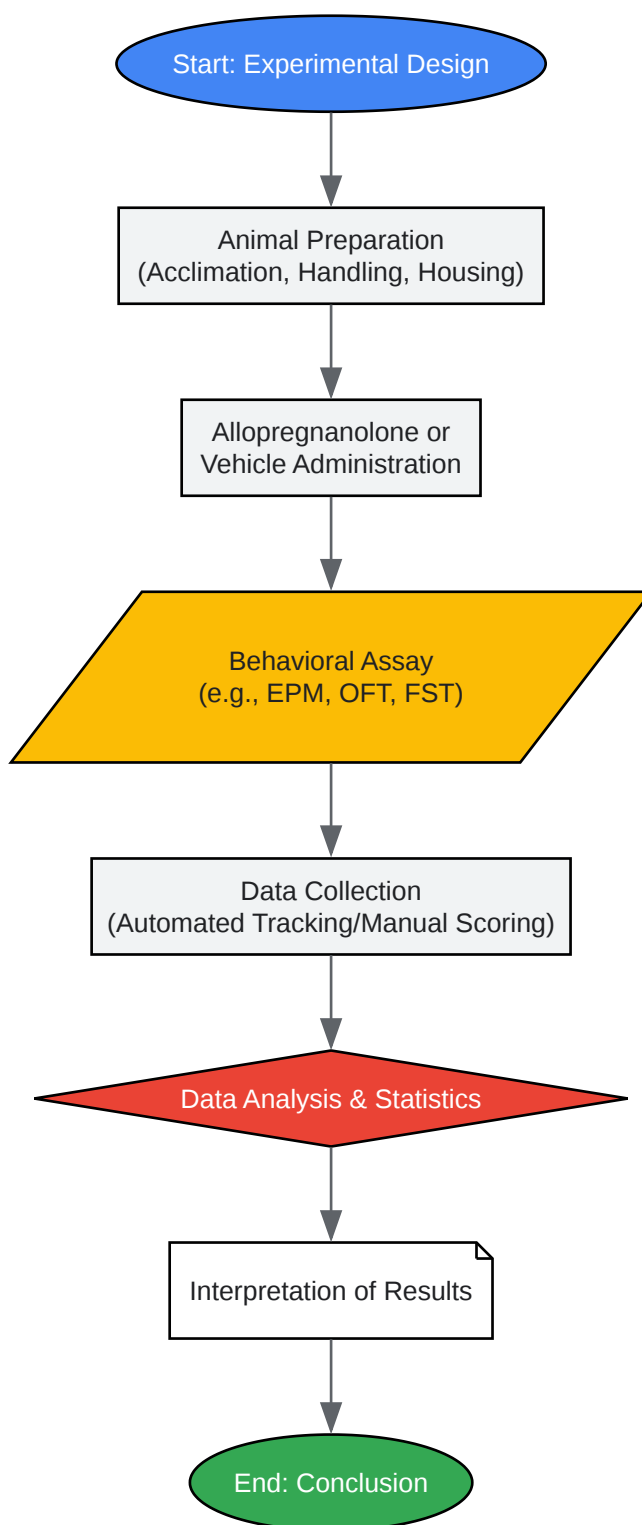 Start: Experimental Design
Animal Preparation
(Acclimation, Handling, Housing)
Allopregnanolone or
Vehicle Administration
Behavioral Assay
(e.g., EPM, OFT, FST)
Data Collection
(Automated Tracking/Manual Scoring)
Data Analysis & Statistics
Interpretation of Results
End: Conclusion